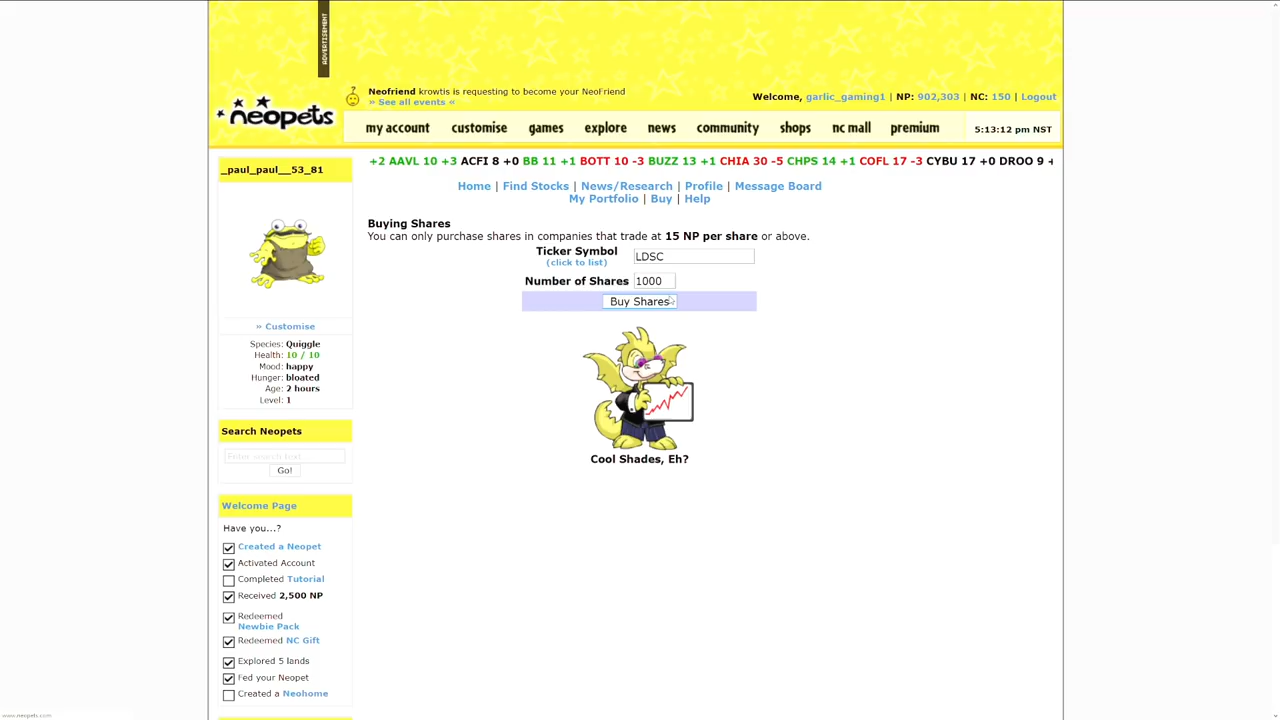 ADVERTISEMENT
Neofriend krowtis is requesting to become your NeoFriend
» See all events «
Welcome, garlic_gaming1 | NP: 902,303 | NC: 150 | Logout
neopets
my account customise games explore news community shops nc mall premium 5:13:12 pm NST
+2 AAVL 10 +3 ACFI 8 +0 BB 11 +1 BOTT 10 -3 BUZZ 13 +1 CHIA 30 -5 CHPS 14 +1 COFL 17 -3 CYBU 17 +0 DROO 9 +
_paul_paul__53_81
Home | Find Stocks | News/Research | Profile | Message Board
My Portfolio | Buy | Help
Buying Shares
You can only purchase shares in companies that trade at 15 NP per share or above.
Ticker Symbol LDSC
(click to list)
Number of Shares 1000
Buy Shares
Cool Shades, Eh?
» Customise
Species: Quiggle
Health: 10 / 10
Mood: happy
Hunger: bloated
Age: 2 hours
Level: 1
Search Neopets
Enter search text...
Go!
Welcome Page
Have you...?
Created a Neopet
Activated Account
Completed Tutorial
Received 2,500 NP
Redeemed
Newbie Pack
Redeemed NC Gift
Explored 5 lands
Fed your Neopet
Created a Neohome
www.neopets.com